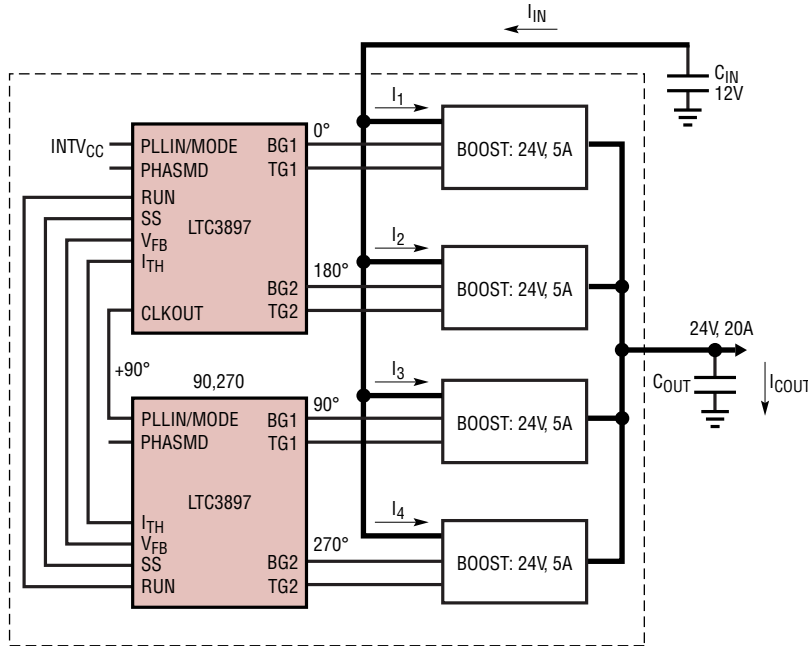 I_IN
C_IN
12V
I_1
0°
INTV_CC
PLLIN/MODE
BG1
PHASMD
TG1
BOOST: 24V, 5A
RUN
SS
LTC3897
V_FB
I_TH
I_2
180°
BG2
CLKOUT
TG2
BOOST: 24V, 5A
24V, 20A
+90°
90,270
I_3
C_OUT
I_COUT
90°
PLLIN/MODE
BG1
PHASMD
TG1
BOOST: 24V, 5A
LTC3897
I_4
I_TH
V_FB
270°
SS
BG2
BOOST: 24V, 5A
RUN
TG2